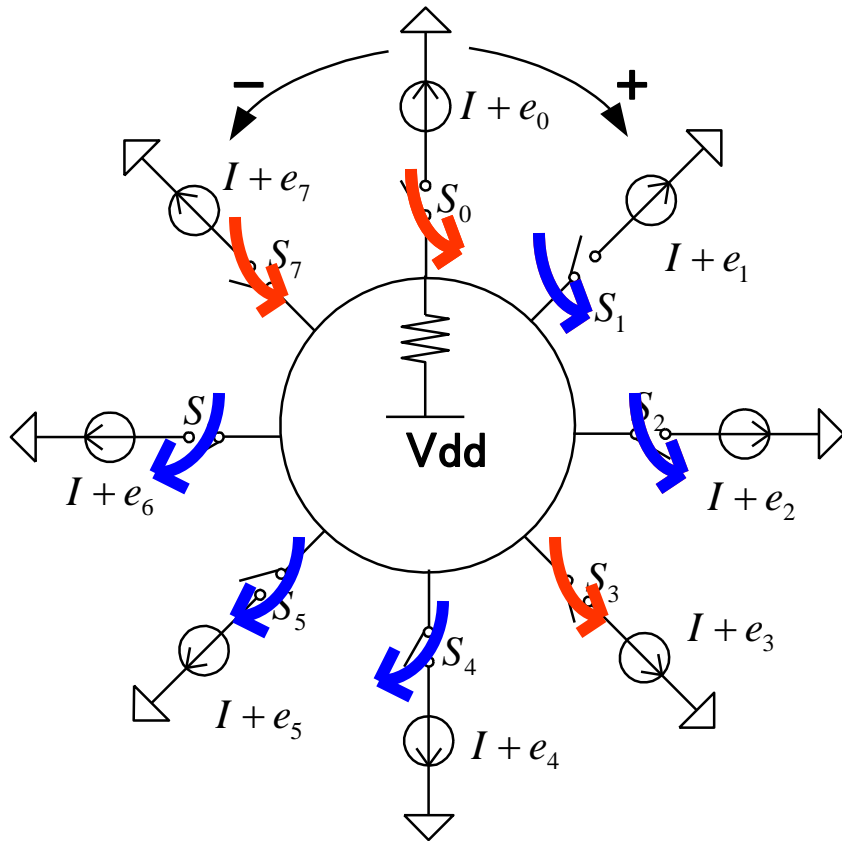 − +
I + e₀
I + e₇
S₀
S₇
I + e₁
S₁
S
S₂
Vdd
I + e₆
I + e₂
S₃
S₅
I + e₃
S₄
I + e₅
I + e₄